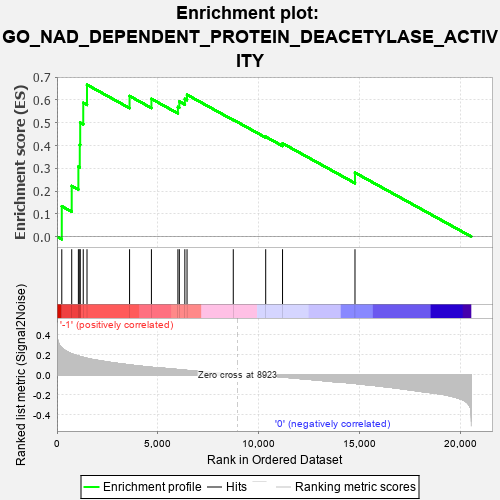 Enrichment plot:
GO_NAD_DEPENDENT_PROTEIN_DEACETYLASE_ACTIV
ITY
Enrichment score (ES)
0.7
0.6
0.5
0.4
0.3
0.2
0.1
0.0
'-1' (positively correlated)
Ranked list metric (Signal2Noise)
0.4
0.2
0.0
-0.2
-0.4
Zero cross at 8923
'0' (negatively correlated)
0 5,000 10,000 15,000 20,000
Rank in Ordered Dataset
Enrichment profile Hits Ranking metric scores